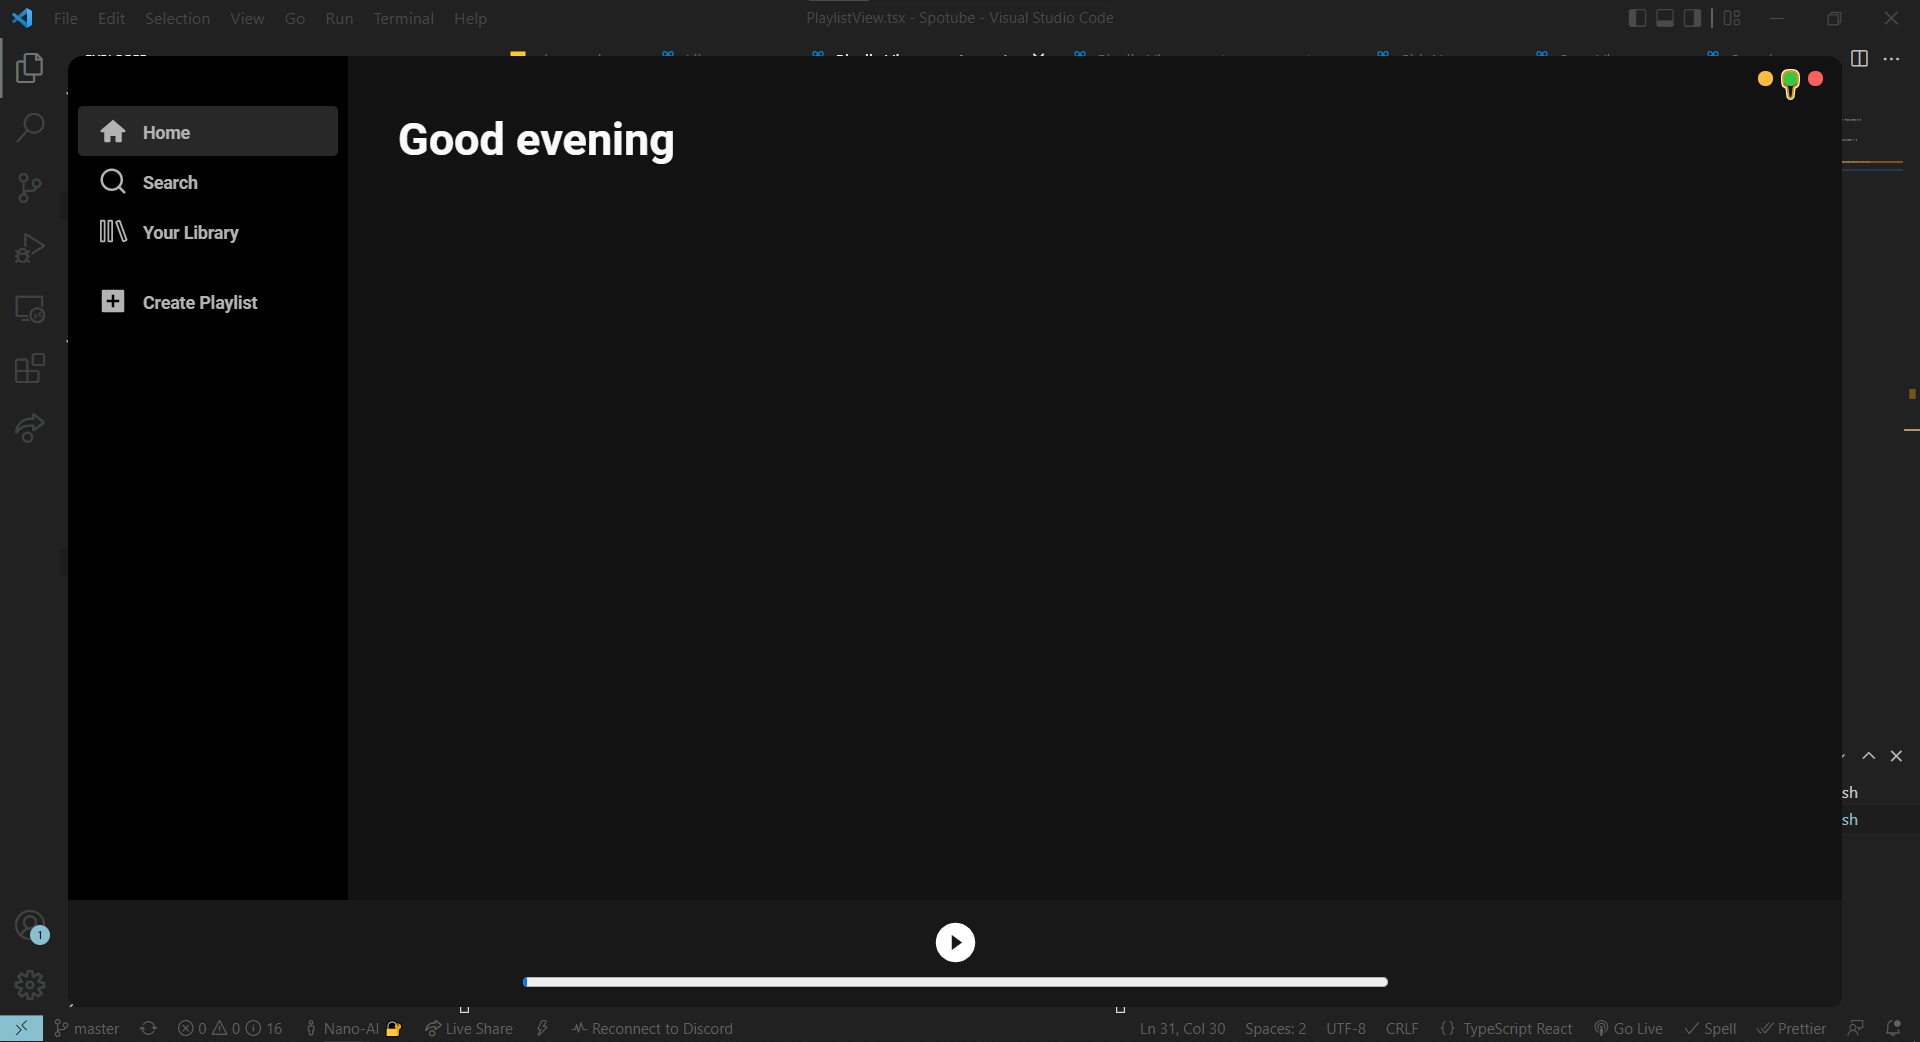 File Edit Selection View Go Run Terminal Help
PlaylistView.tsx - Spotube - Visual Studio Code
Home
Good evening
Search
Your Library
Create Playlist
sh
sh
1
master 0 0 16 Nano-AI Live Share Reconnect to Discord
Ln 31, Col 30 Spaces: 2 UTF-8 CRLF {} TypeScript React Go Live Spell Prettier